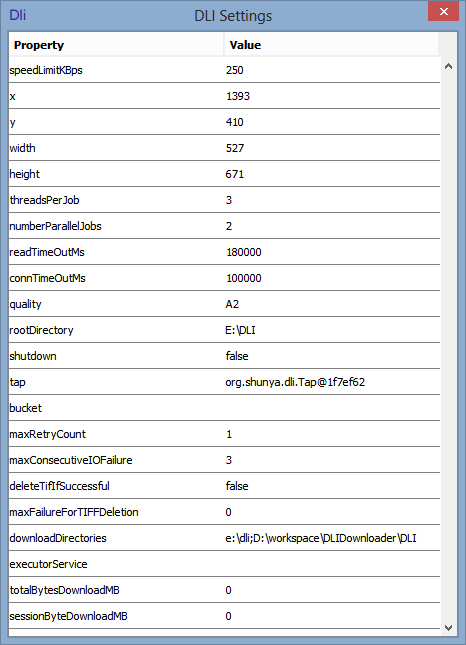 Dli DLI Settings
Property Value
speedLimitKBps 250
x 1393
y 410
width 527
height 671
threadsPerJob 3
numberParallelJobs 2
readTimeOutMs 180000
connTimeOutMs 100000
quality A2
rootDirectory E:\DLI
shutdown false
tap org.shunya.dli.Tap@1f7ef62
bucket
maxRetryCount 1
maxConsecutiveIOFailure 3
deleteTifIfSuccessful false
maxFailureForTIFFDeletion 0
downloadDirectories e:\dli;D:\workspace\DLIDownloader\DLI
executorService
totalBytesDownloadMB 0
sessionByteDownloadMB 0